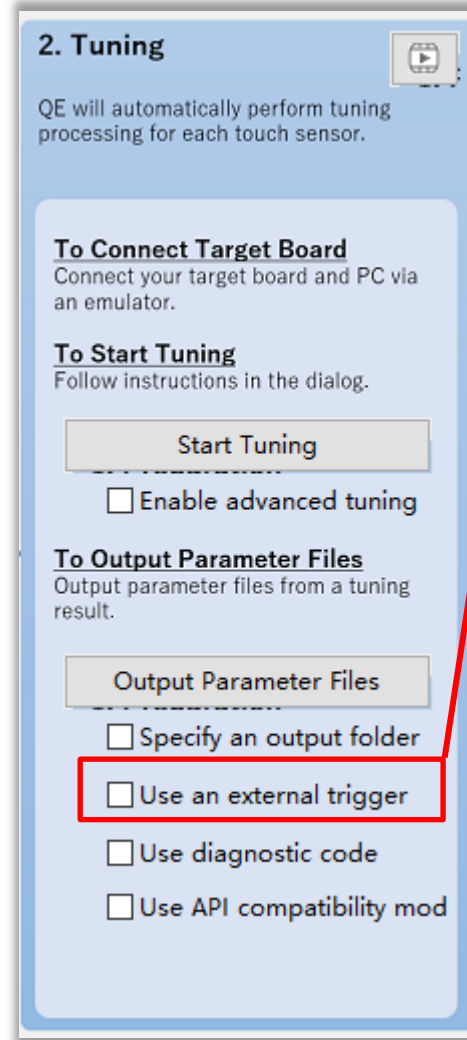 2. Tuning
QE will automatically perform tuning
processing for each touch sensor.
To Connect Target Board
Connect your target board and PC via
an emulator.
To Start Tuning
Follow instructions in the dialog.
Start Tuning
Enable advanced tuning
To Output Parameter Files
Output parameter files from a tuning
result.
Output Parameter Files
Specify an output folder
Use an external trigger
Use diagnostic code
Use API compatibility mod